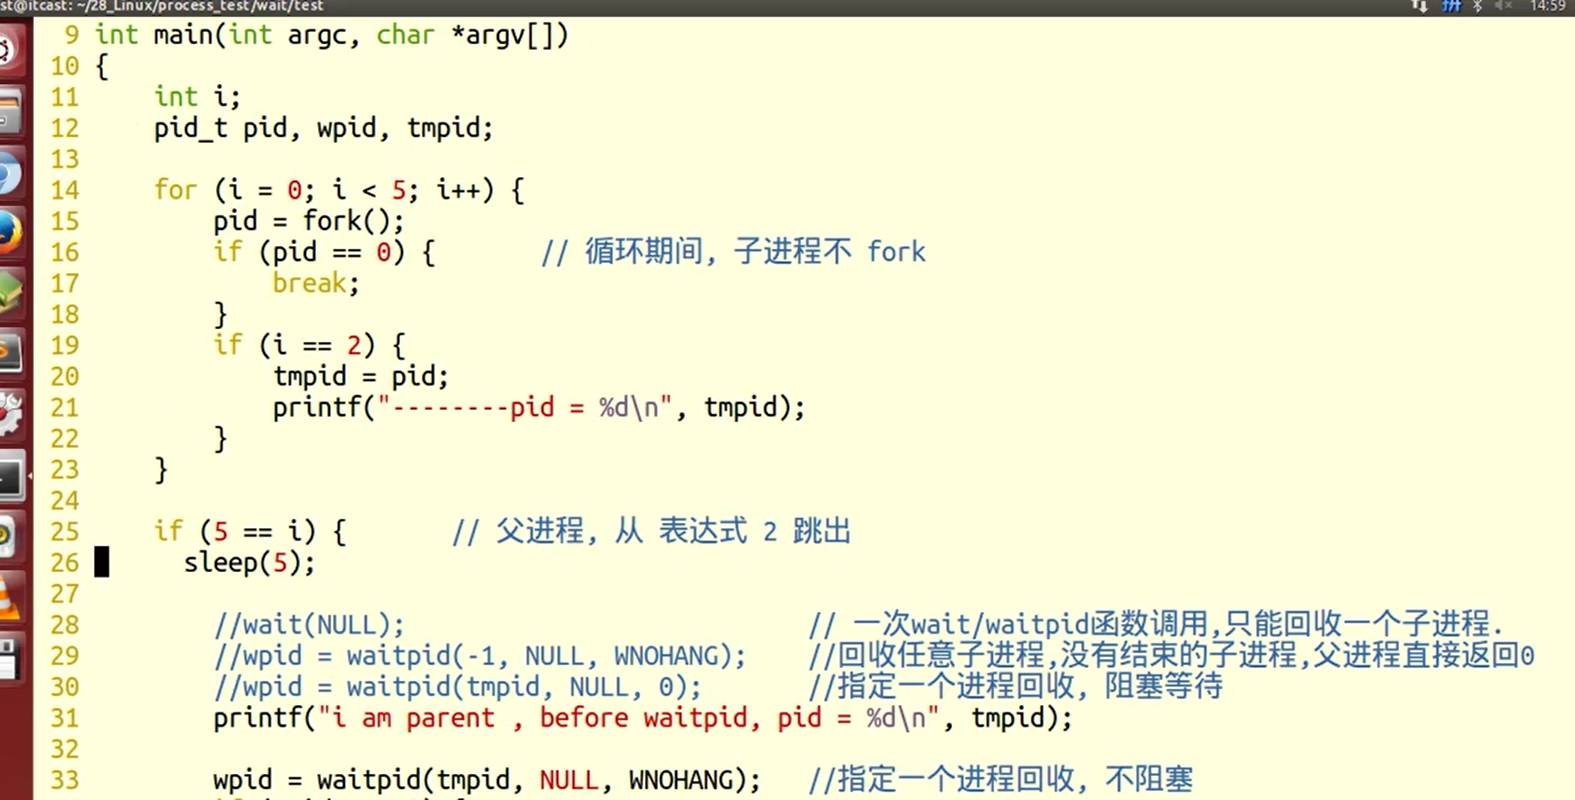 st@itcast: ~/28_Linux/process_test/wait/test 14:59
9 int main(int argc, char *argv[])
10 {
11     int i;
12     pid_t pid, wpid, tmpid;
13
14     for (i = 0; i < 5; i++) {
15         pid = fork();
16         if (pid == 0) {       // 循环期间, 子进程不 fork
17             break;
18         }
19         if (i == 2) {
20             tmpid = pid;
21             printf("--------pid = %d\n", tmpid);
22         }
23     }
24
25     if (5 == i) {       // 父进程, 从 表达式 2 跳出
26       sleep(5);
27
28         //wait(NULL);                           // 一次wait/waitpid函数调用,只能回收一个子进程.
29         //wpid = waitpid(-1, NULL, WNOHANG);    //回收任意子进程,没有结束的子进程,父进程直接返回0
30         //wpid = waitpid(tmpid, NULL, 0);       //指定一个进程回收, 阻塞等待
31         printf("i am parent , before waitpid, pid = %d\n", tmpid);
32
33         wpid = waitpid(tmpid, NULL, WNOHANG);   //指定一个进程回收, 不阻塞